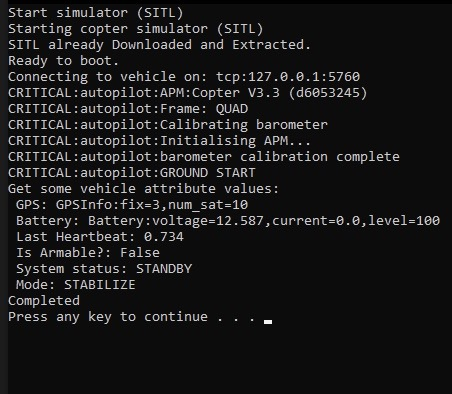 Start simulator (SITL)
Starting copter simulator (SITL)
SITL already Downloaded and Extracted.
Ready to boot.
Connecting to vehicle on: tcp:127.0.0.1:5760
CRITICAL:autopilot:APM:Copter V3.3 (d6053245)
CRITICAL:autopilot:Frame: QUAD
CRITICAL:autopilot:Calibrating barometer
CRITICAL:autopilot:Initialising APM...
CRITICAL:autopilot:barometer calibration complete
CRITICAL:autopilot:GROUND START
Get some vehicle attribute values:
 GPS: GPSInfo:fix=3,num_sat=10
 Battery: Battery:voltage=12.587,current=0.0,level=100
 Last Heartbeat: 0.734
 Is Armable?: False
 System status: STANDBY
 Mode: STABILIZE
Completed
Press any key to continue . . .